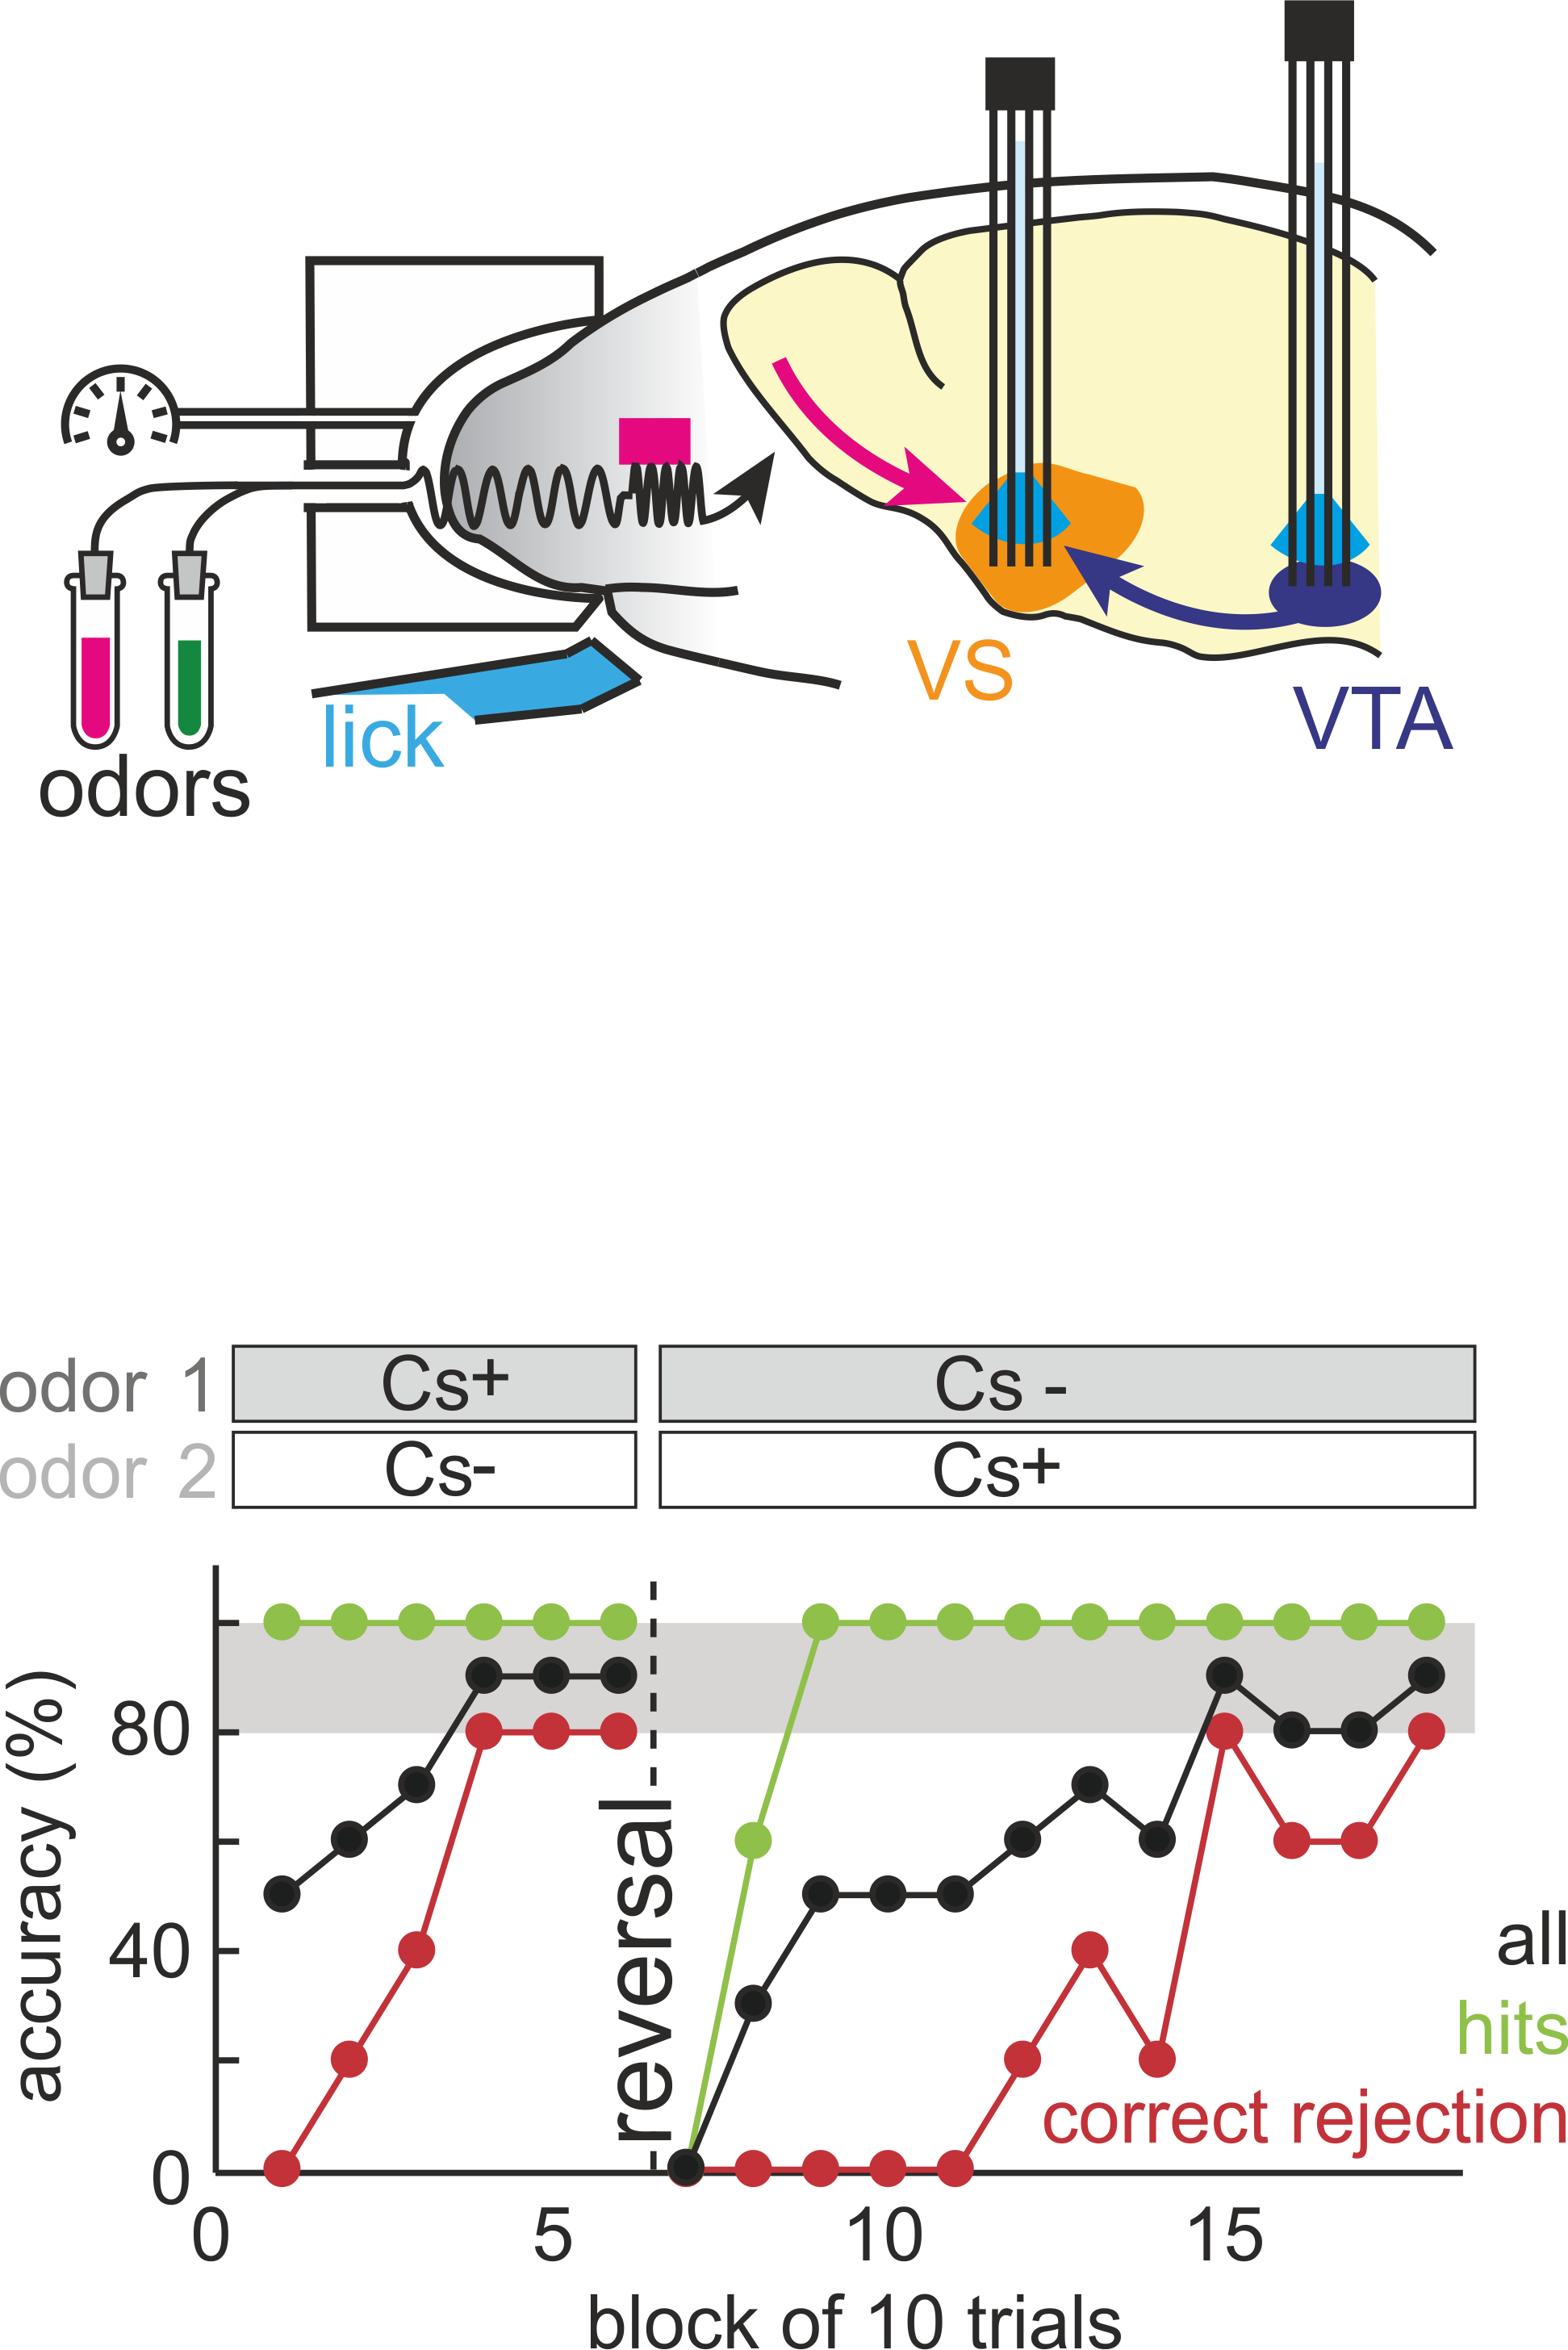 odors
lick
VS
VTA
odor 1 Cs+ Cs -
odor 2 Cs- Cs+
accuracy (%)
80
40
0
reversal
all
hits
correct rejection
0 5 10 15
block of 10 trials